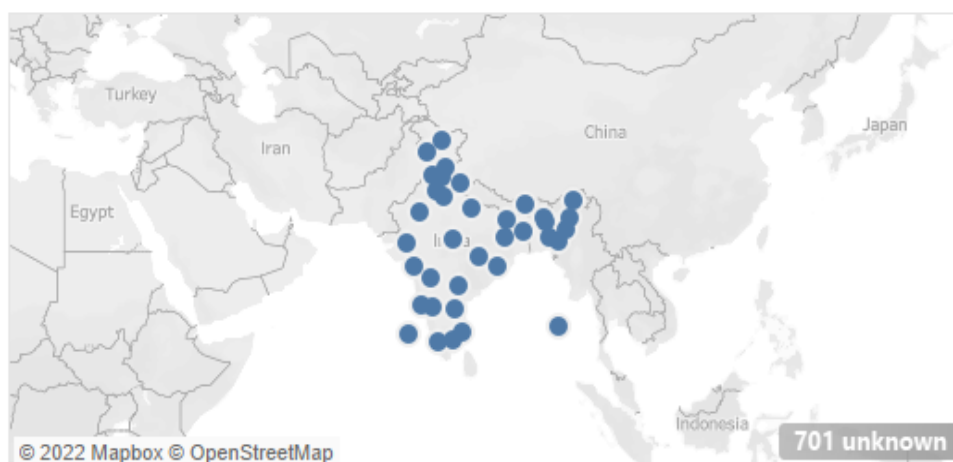 Turkey
China
Japan
Iran
Egypt
Indonesia
701 unknown
© 2022 Mapbox © OpenStreetMap